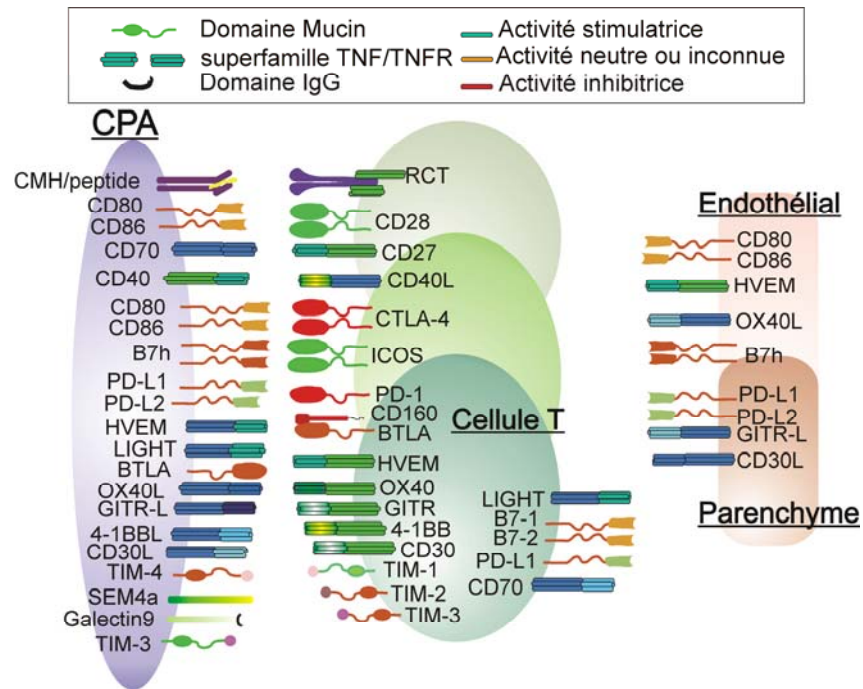 Domaine Mucin
superfamille TNF/TNFR
Domaine IgG
Activité stimulatrice
Activité neutre ou inconnue
Activité inhibitrice
CPA
CMH/peptide
CD80
CD86
CD70
CD40
CD80
CD86
B7h
PD-L1
PD-L2
HVEM
LIGHT
BTLA
OX40L
GITR-L
4-1BBL
CD30L
TIM-4
SEM4a
Galectin9
TIM-3
RCT
CD28
CD27
CD40L
CTLA-4
ICOS
PD-1
CD160
BTLA
HVEM
OX40
GITR
4-1BB
CD30
TIM-1
TIM-2
TIM-3
Cellule T
LIGHT
B7-1
B7-2
PD-L1
CD70
Endothélial
CD80
CD86
HVEM
OX40L
B7h
PD-L1
PD-L2
GITR-L
CD30L
Parenchyme